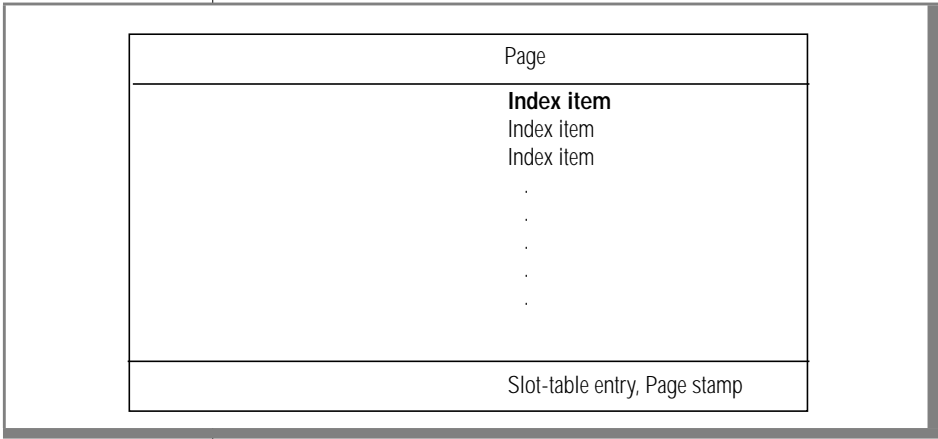 Page
Index item
Index item
Index item
.
.
.
.
.
Slot-table entry, Page stamp